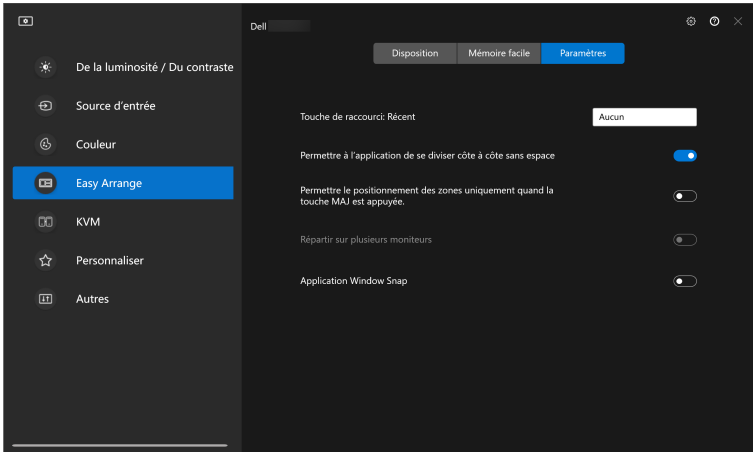 Dell
Disposition
Mémoire facile
Paramètres
De la luminosité / Du contraste
Source d'entrée
Couleur
Easy Arrange
KVM
Personnaliser
Autres
Touche de raccourci: Récent
Aucun
Permettre à l'application de se diviser côte à côte sans espace
Permettre le positionnement des zones uniquement quand la
touche MAJ est appuyée.
Répartir sur plusieurs moniteurs
Application Window Snap